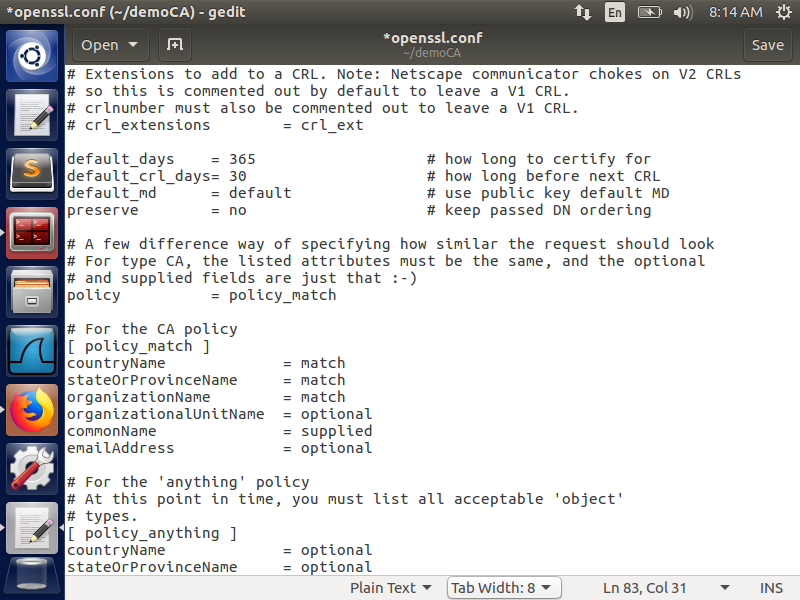 *openssl.conf (~/demoCA) - gedit
En
8:14 AM
Open
*openssl.conf
~/demoCA
Save
# Extensions to add to a CRL. Note: Netscape communicator chokes on V2 CRLs
# so this is commented out by default to leave a V1 CRL.
# crlnumber must also be commented out to leave a V1 CRL.
# crl_extensions        = crl_ext
default_days    = 365                   # how long to certify for
default_crl_days= 30                    # how long before next CRL
default_md      = default               # use public key default MD
preserve        = no                    # keep passed DN ordering
# A few difference way of specifying how similar the request should look
# For type CA, the listed attributes must be the same, and the optional
# and supplied fields are just that :-)
policy          = policy_match
# For the CA policy
[ policy_match ]
countryName             = match
stateOrProvinceName     = match
organizationName        = match
organizationalUnitName  = optional
commonName              = supplied
emailAddress            = optional
# For the 'anything' policy
# At this point in time, you must list all acceptable 'object'
# types.
[ policy_anything ]
countryName             = optional
stateOrProvinceName     = optional
Plain Text
Tab Width: 8
Ln 83, Col 31
INS